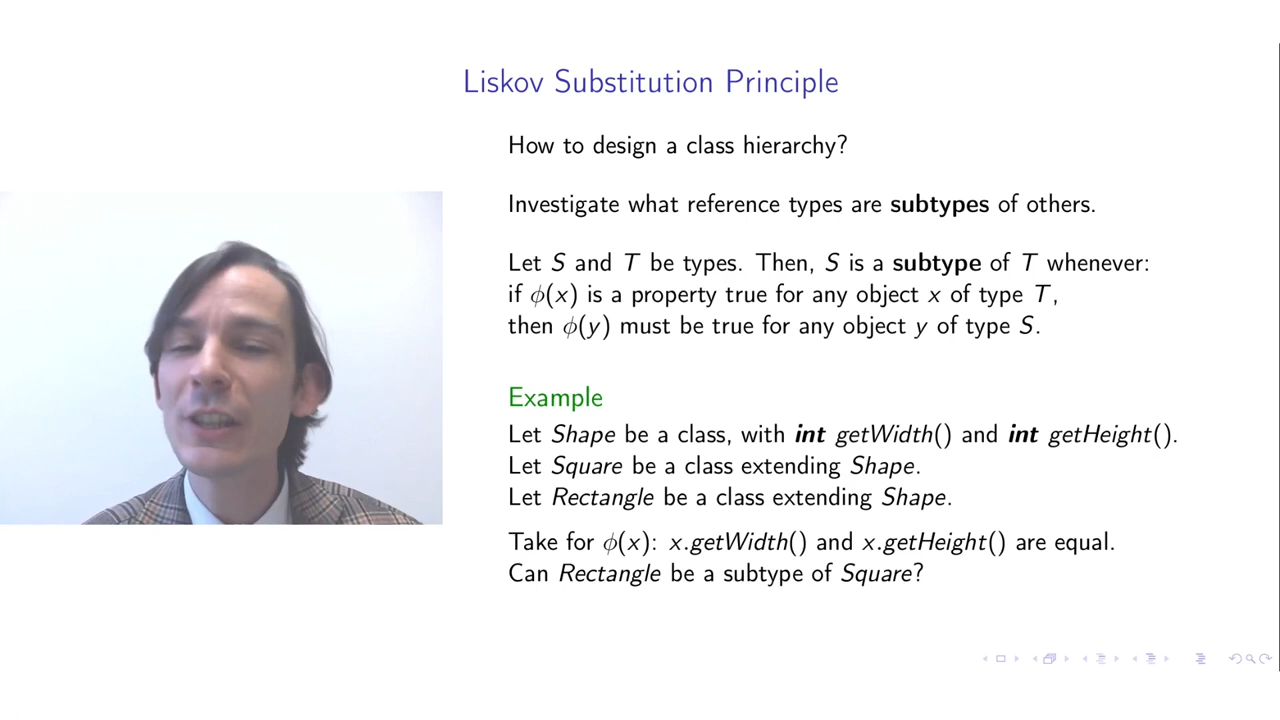 Liskov Substitution Principle
How to design a class hierarchy?
Investigate what reference types are subtypes of others.
Let S and T be types. Then, S is a subtype of T whenever:
if ϕ(x) is a property true for any object x of type T,
then ϕ(y) must be true for any object y of type S.
Example
Let Shape be a class, with int getWidth() and int getHeight().
Let Square be a class extending Shape.
Let Rectangle be a class extending Shape.
Take for ϕ(x): x.getWidth() and x.getHeight() are equal.
Can Rectangle be a subtype of Square?